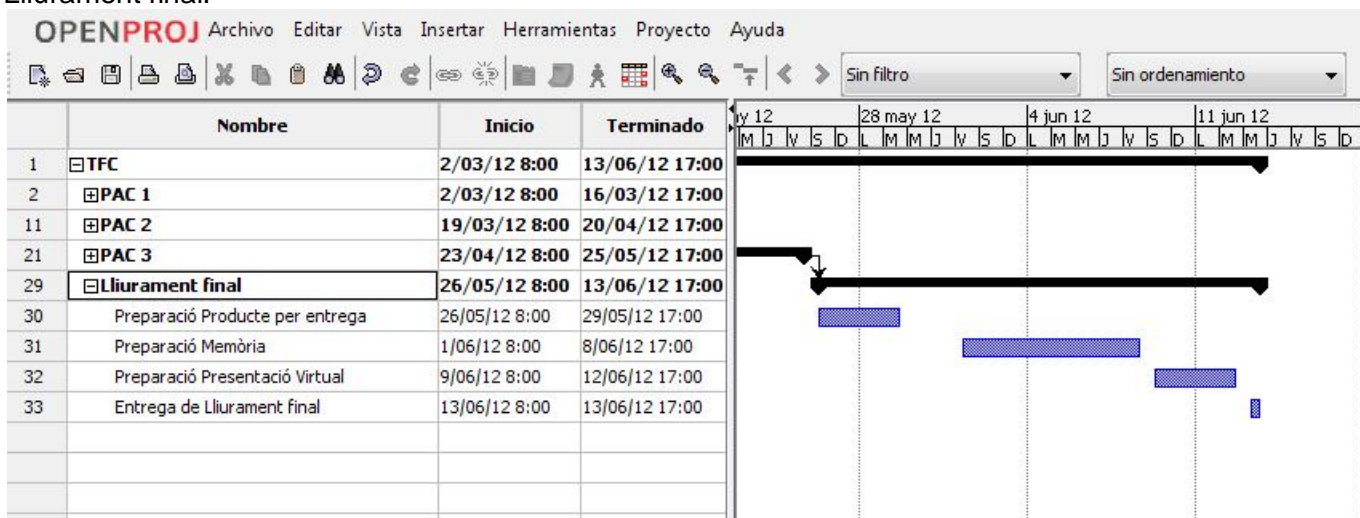 Lliurament final.
OPENPROJ Archivo Editar Vista Insertar Herramientas Proyecto Ayuda
Sin filtro Sin ordenamiento
Nombre Inicio Terminado
y 12 28 may 12 4 jun 12 11 jun 12
M J V S D L M M J V S D L M M J V S D L M M J V S D
1 TFC 2/03/12 8:00 13/06/12 17:00
2 PAC 1 2/03/12 8:00 16/03/12 17:00
11 PAC 2 19/03/12 8:00 20/04/12 17:00
21 PAC 3 23/04/12 8:00 25/05/12 17:00
29 Lliurament final 26/05/12 8:00 13/06/12 17:00
30 Preparació Producte per entrega 26/05/12 8:00 29/05/12 17:00
31 Preparació Memòria 1/06/12 8:00 8/06/12 17:00
32 Preparació Presentació Virtual 9/06/12 8:00 12/06/12 17:00
33 Entrega de Lliurament final 13/06/12 8:00 13/06/12 17:00